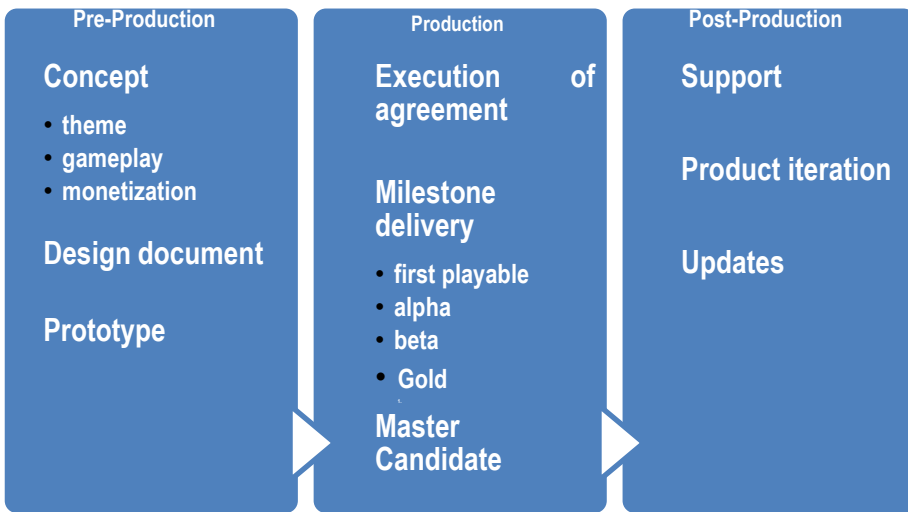 Pre-Production
Concept
• theme
• gameplay
• monetization
Design document
Prototype
Production
Execution of
agreement
Milestone
delivery
• first playable
• alpha
• beta
• Gold
Master
Candidate
Post-Production
Support
Product iteration
Updates